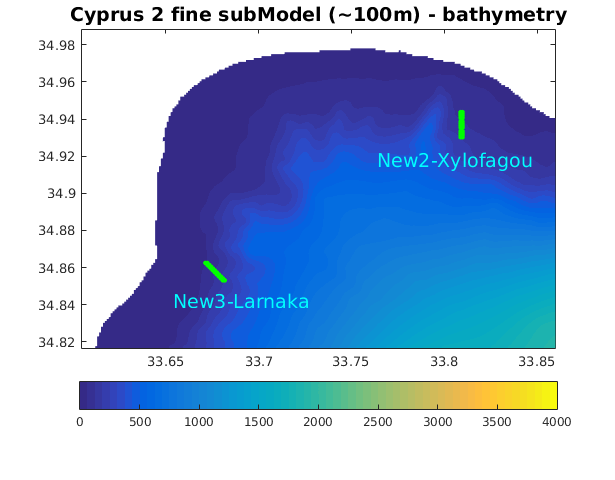 Cyprus 2 fine subModel (~100m) - bathymetry
34.98
34.96
34.94
34.92
34.9
34.88
34.86
34.84
34.82
New2-Xylofagou
New3-Larnaka
33.65 33.7 33.75 33.8 33.85
0 500 1000 1500 2000 2500 3000 3500 4000